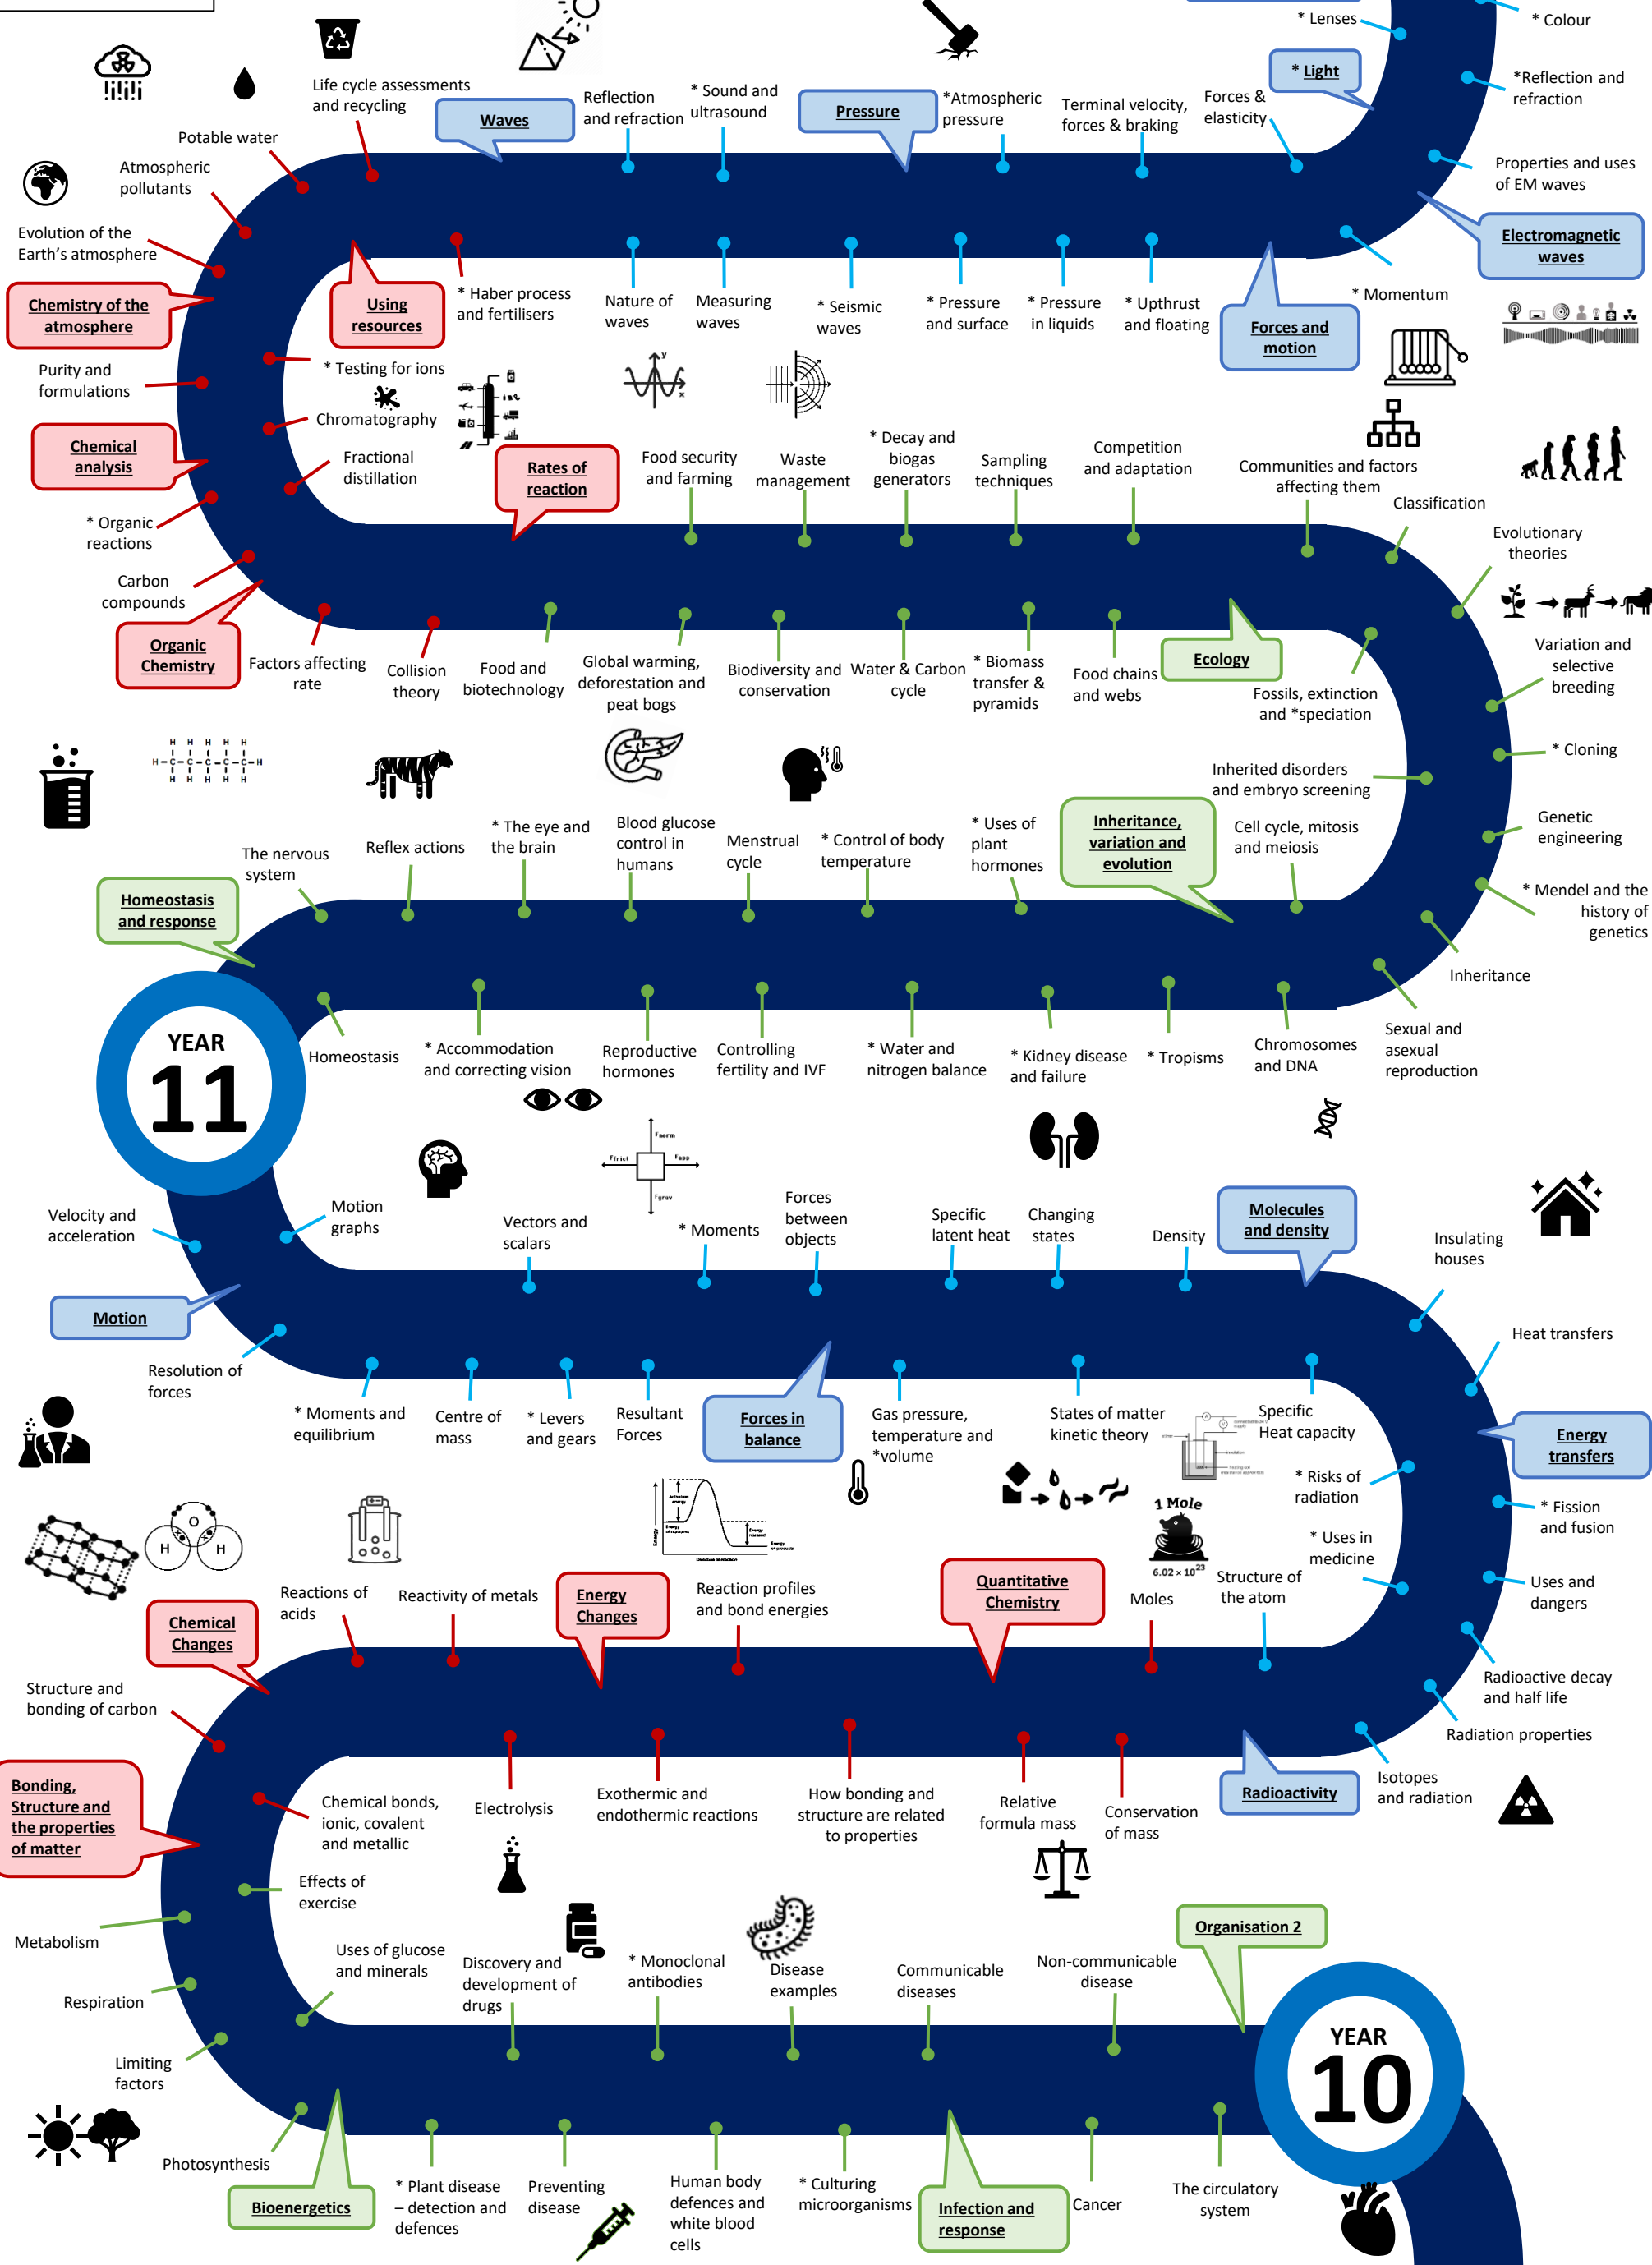 * Lenses
* Colour
* Light
*Reflection and
refraction
Life cycle assessments
and recycling
Waves
Reflection
and refraction
* Sound and
ultrasound
Pressure
*Atmospheric
pressure
Terminal velocity,
forces & braking
Forces &
elasticity
Potable water
Atmospheric
pollutants
Properties and uses
of EM waves
Evolution of the
Earth's atmosphere
Electromagnetic
waves
Chemistry of the
atmosphere
Using
resources
* Haber process
and fertilisers
Nature of
waves
Measuring
waves
* Seismic
waves
* Pressure
and surface
* Pressure
in liquids
* Upthrust
and floating
Forces and
motion
* Momentum
Purity and
formulations
* Testing for ions
y
x
Chromatography
Chemical
analysis
Fractional
distillation
Rates of
reaction
Food security
and farming
Waste
management
* Decay and
biogas
generators
Sampling
techniques
Competition
and adaptation
Communities and factors
affecting them
Classification
* Organic
reactions
Evolutionary
theories
Carbon
compounds
Organic
Chemistry
Factors affecting
rate
Collision
theory
Food and
biotechnology
Global warming,
deforestation and
peat bogs
Biodiversity and
conservation
Water & Carbon
cycle
* Biomass
transfer &
pyramids
Food chains
and webs
Ecology
Fossils, extinction
and *speciation
Variation and
selective
breeding
H H H H H
H-C-C-C-C-C-H
H H H H H
* Cloning
Inherited disorders
and embryo screening
The nervous
system
Reflex actions
* The eye and
the brain
Blood glucose
control in
humans
Menstrual
cycle
* Control of body
temperature
* Uses of
plant
hormones
Inheritance,
variation and
evolution
Cell cycle, mitosis
and meiosis
Genetic
engineering
Homeostasis
and response
* Mendel and the
history of
genetics
Inheritance
YEAR
11
Homeostasis
* Accommodation
and correcting vision
Reproductive
hormones
Controlling
fertility and IVF
* Water and
nitrogen balance
* Kidney disease
and failure
* Tropisms
Chromosomes
and DNA
Sexual and
asexual
reproduction
Fnorm
Ffrict
Fapp
Fgrav
Velocity and
acceleration
Motion
graphs
Vectors and
scalars
* Moments
Forces
between
objects
Specific
latent heat
Changing
states
Density
Molecules
and density
Insulating
houses
Motion
Heat transfers
Resolution of
forces
* Moments and
equilibrium
Centre of
mass
* Levers
and gears
Resultant
Forces
Forces in
balance
Gas pressure,
temperature and
*volume
States of matter
kinetic theory
Specific
Heat capacity
Energy
transfers
* Risks of
radiation
* Fission
and fusion
1 Mole
6.02 × 10²³
* Uses in
medicine
O
H
H
Reactions of
acids
Reactivity of metals
Energy
Changes
Reaction profiles
and bond energies
Quantitative
Chemistry
Moles
Structure of
the atom
Uses and
dangers
Chemical
Changes
Structure and
bonding of carbon
Radioactive decay
and half life
Radiation properties
Bonding,
Structure and
the properties
of matter
Chemical bonds,
ionic, covalent
and metallic
Electrolysis
Exothermic and
endothermic reactions
How bonding and
structure are related
to properties
Relative
formula mass
Conservation
of mass
Radioactivity
Isotopes
and radiation
Effects of
exercise
Metabolism
Uses of glucose
and minerals
Discovery and
development of
drugs
* Monoclonal
antibodies
Disease
examples
Communicable
diseases
Non-communicable
disease
Organisation 2
Respiration
YEAR
10
Limiting
factors
Photosynthesis
Bioenergetics
* Plant disease
– detection and
defences
Preventing
disease
Human body
defences and
white blood
cells
* Culturing
microorganisms
Infection and
response
Cancer
The circulatory
system